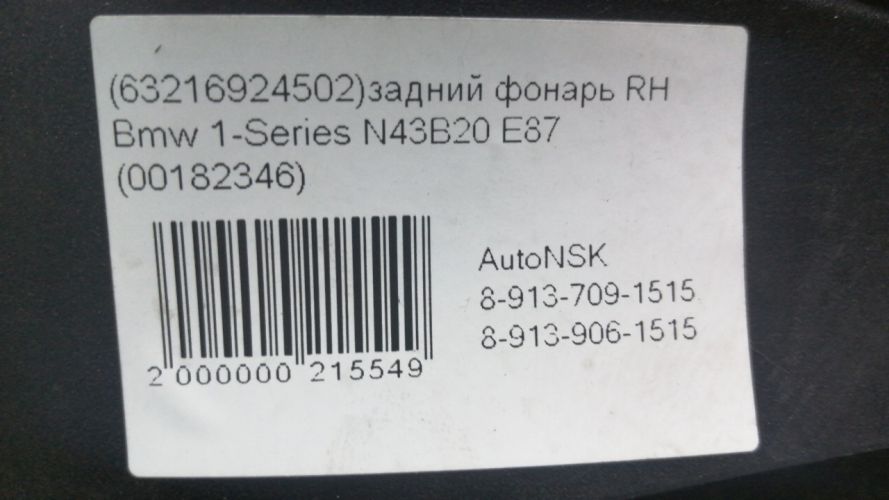 (63216924502)задний фонарь RH
Bmw 1-Series N43B20 E87
(00182346)
AutoNSK
8-913-709-1515
8-913-906-1515
2 000000 215549